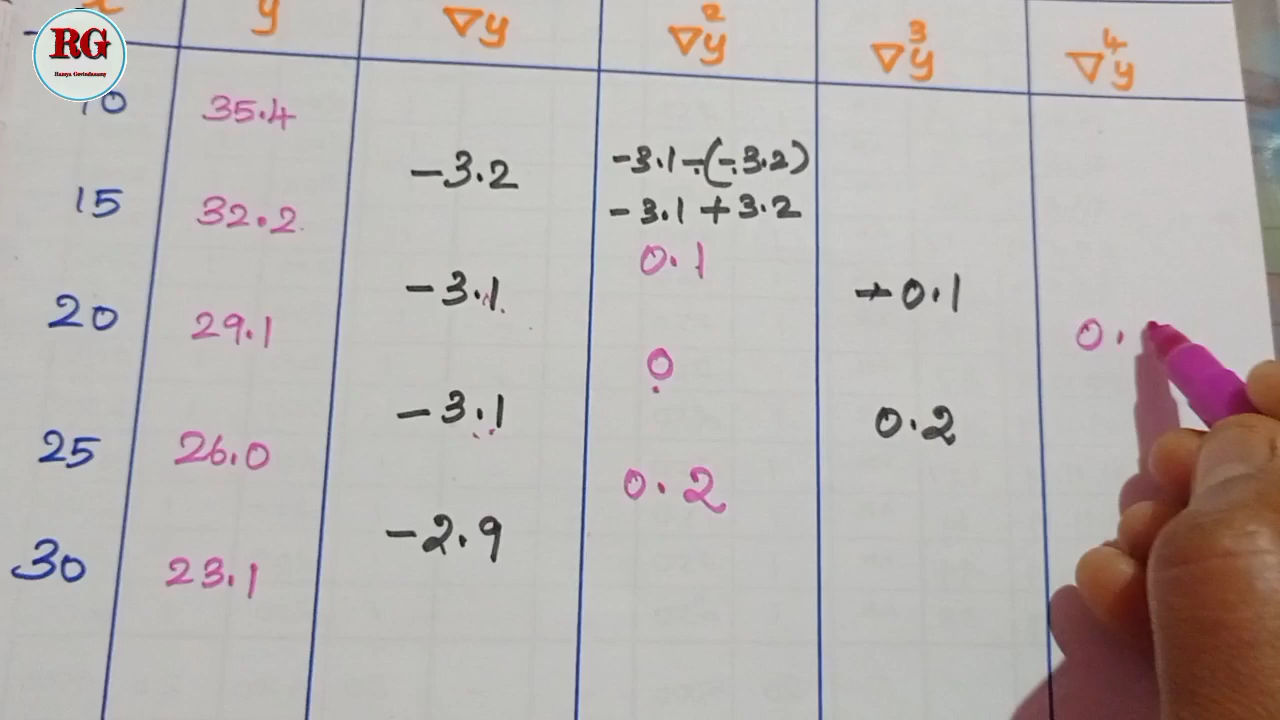 RG
Ramya Govindasamy
x y ∇y ∇²y ∇³y ∇⁴y
10 35.4
-3.2 -3.1-(-3.2)
15 32.2 -3.1 + 3.2
0.1
-3.1 -0.1
20 29.1 0.
0
-3.1 0.2
25 26.0
0.2
-2.9
30 23.1